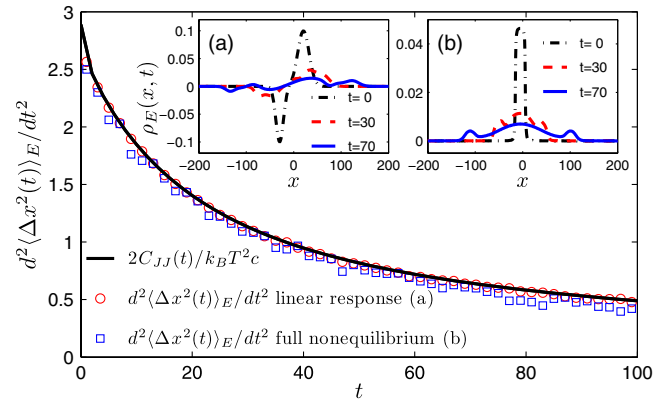 3
2.5
2
1.5
1
0.5
0
0
20
40
60
80
100
t
d²⟨Δx²(t)⟩_E/dt²
2C_JJ(t)/k_BT²c
d²⟨Δx²(t)⟩_E/dt² linear response (a)
d²⟨Δx²(t)⟩_E/dt² full nonequilibrium (b)
(a)
0.1
0.05
0
−0.05
−0.1
−200
−100
0
100
200
x
ρ_E(x, t)
t= 0
t=30
t=70
(b)
0.04
0.02
0
−200
−100
0
100
200
x
t= 0
t=30
t=70